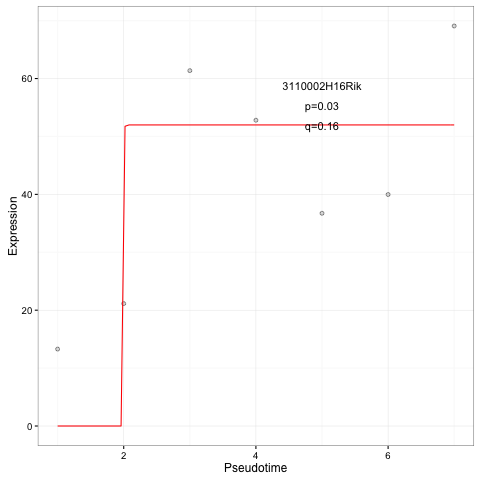 3110002H16Rik
p=0.03
q=0.16
60
40
20
0
Expression
2 4 6
Pseudotime